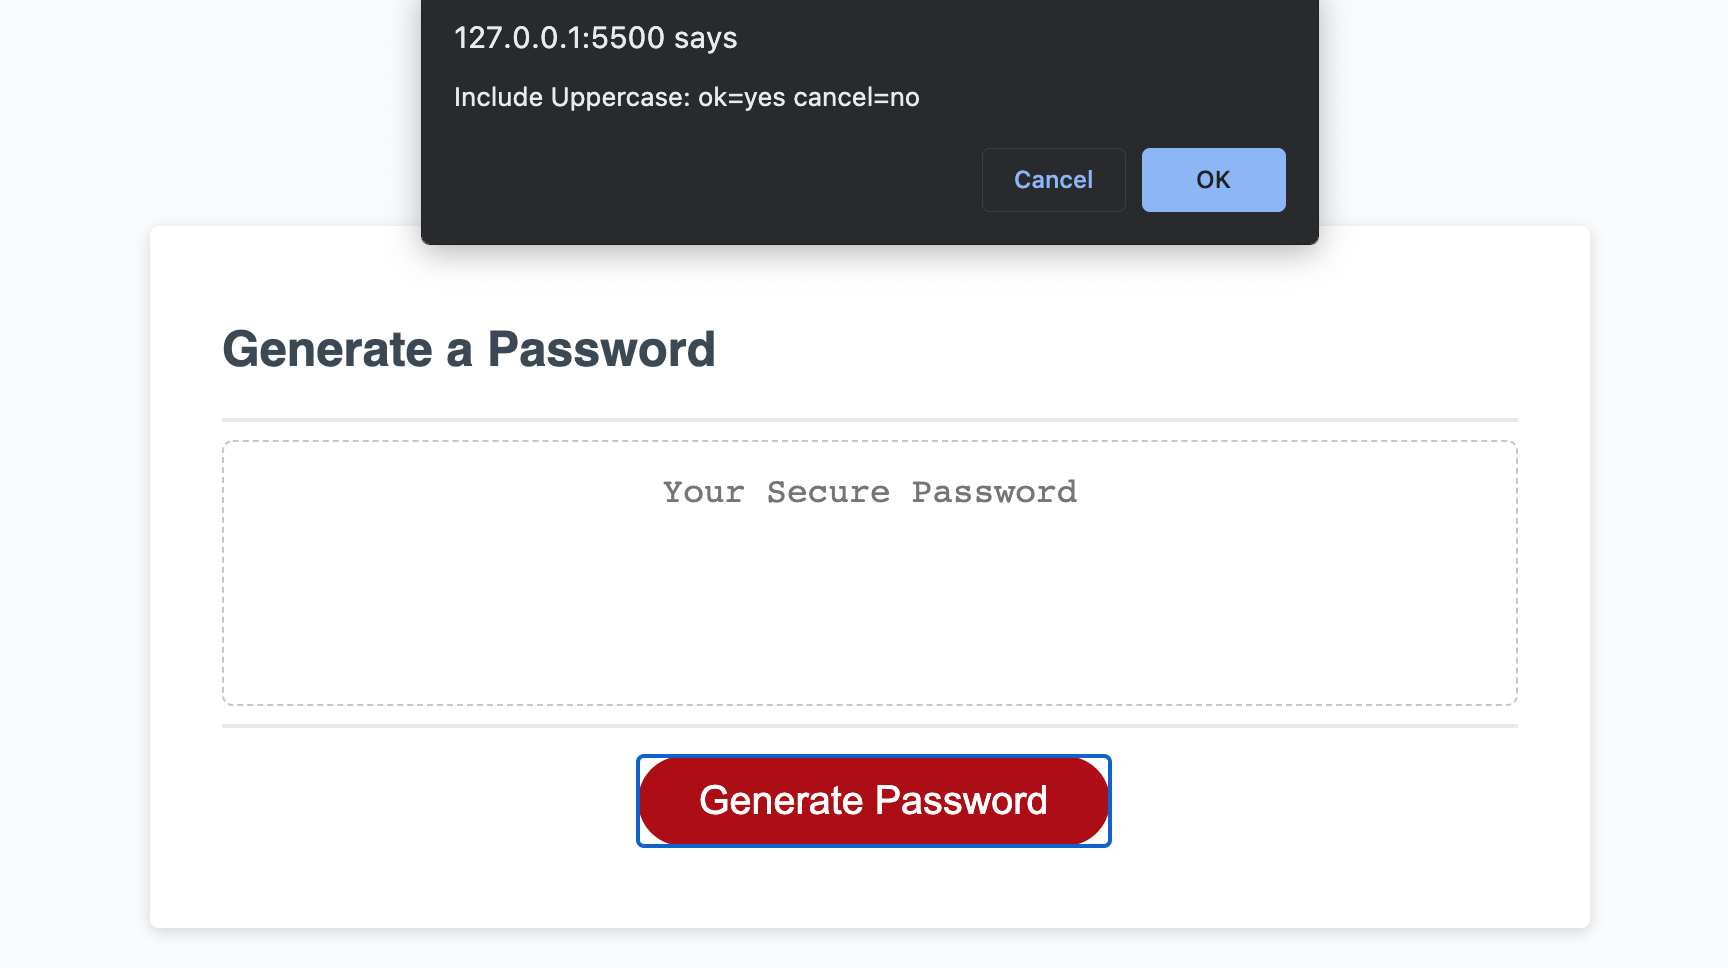 127.0.0.1:5500 says
Include Uppercase: ok=yes cancel=no
Cancel
OK
Generate a Password
Your Secure Password
Generate Password